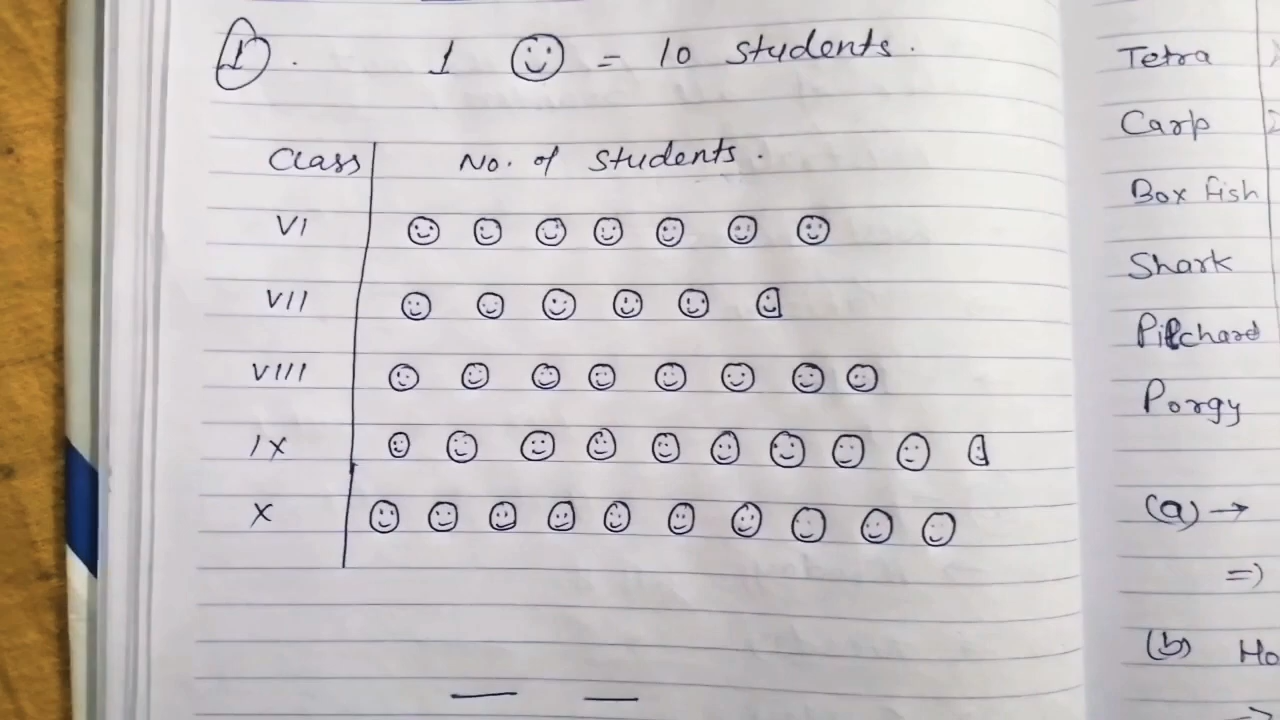 1. 1 = 10 students.
Class No. of students.
VI
VII
VIII
IX
X
Tetra
Carp
Box fish
Shark
Pilchard
Porgy
(a) →
=)
(b) Ho